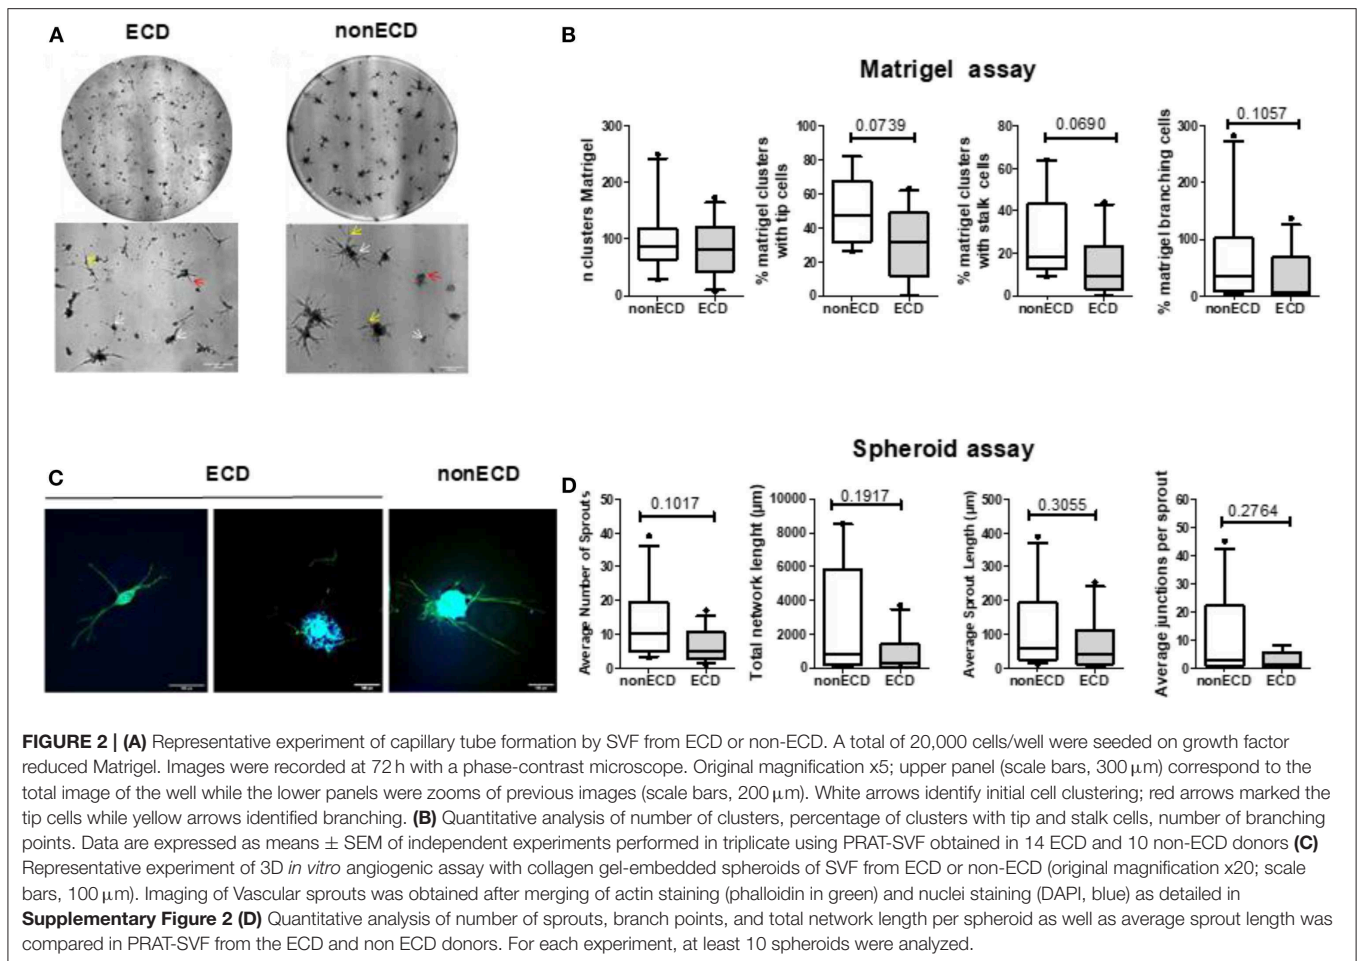 (A)
ECD
nonECD
(B)
Matrigel assay
n clusters Matrigel
300
200
100
0
nonECD ECD
% matrigel clusters
with tip cells
100
80
60
40
20
0
0.0739
nonECD ECD
% matrigel clusters
with stalk cells
80
60
40
20
0
0.0690
nonECD ECD
% matrigel branching cells
300
200
100
0
0.1057
nonECD ECD
(C)
ECD
nonECD
(D)
Spheroid assay
Average Number of Sprouts
50
40
30
20
10
0
0.1017
nonECD ECD
Total network lenght (µm)
10000
8000
6000
4000
2000
0
0.1917
nonECD ECD
Average Sprout Length (µm)
500
400
300
200
100
0
0.3055
nonECD ECD
Average junctions per sprout
60
50
40
30
20
10
0
0.2764
nonECD ECD
FIGURE 2 | (A) Representative experiment of capillary tube formation by SVF from ECD or non-ECD. A total of 20,000 cells/well were seeded on growth factor
reduced Matrigel. Images were recorded at 72 h with a phase-contrast microscope. Original magnification x5; upper panel (scale bars, 300 µm) correspond to the
total image of the well while the lower panels were zooms of previous images (scale bars, 200 µm). White arrows identify initial cell clustering; red arrows marked the
tip cells while yellow arrows identified branching. (B) Quantitative analysis of number of clusters, percentage of clusters with tip and stalk cells, number of branching
points. Data are expressed as means ± SEM of independent experiments performed in triplicate using PRAT-SVF obtained in 14 ECD and 10 non-ECD donors (C)
Representative experiment of 3D in vitro angiogenic assay with collagen gel-embedded spheroids of SVF from ECD or non-ECD (original magnification x20; scale
bars, 100 µm). Imaging of Vascular sprouts was obtained after merging of actin staining (phalloidin in green) and nuclei staining (DAPI, blue) as detailed in
Supplementary Figure 2 (D) Quantitative analysis of number of sprouts, branch points, and total network length per spheroid as well as average sprout length was
compared in PRAT-SVF from the ECD and non ECD donors. For each experiment, at least 10 spheroids were analyzed.